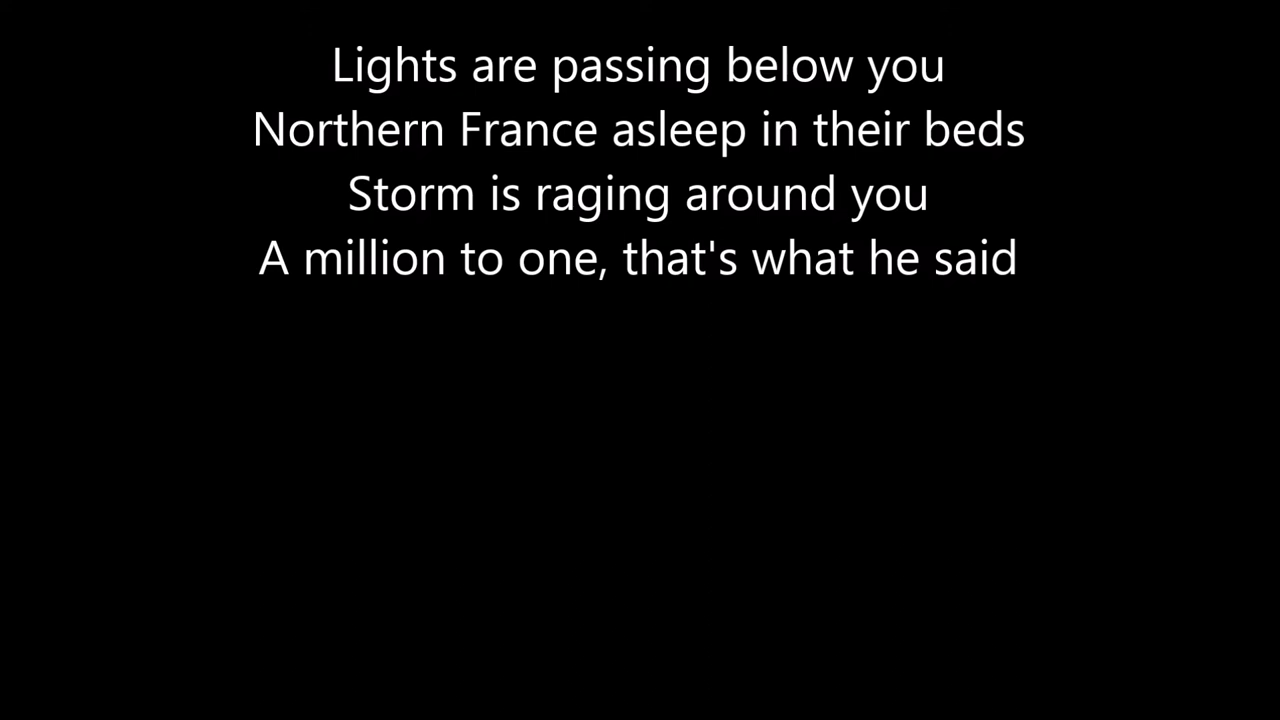 Lights are passing below you
Northern France asleep in their beds
Storm is raging around you
A million to one, that's what he said